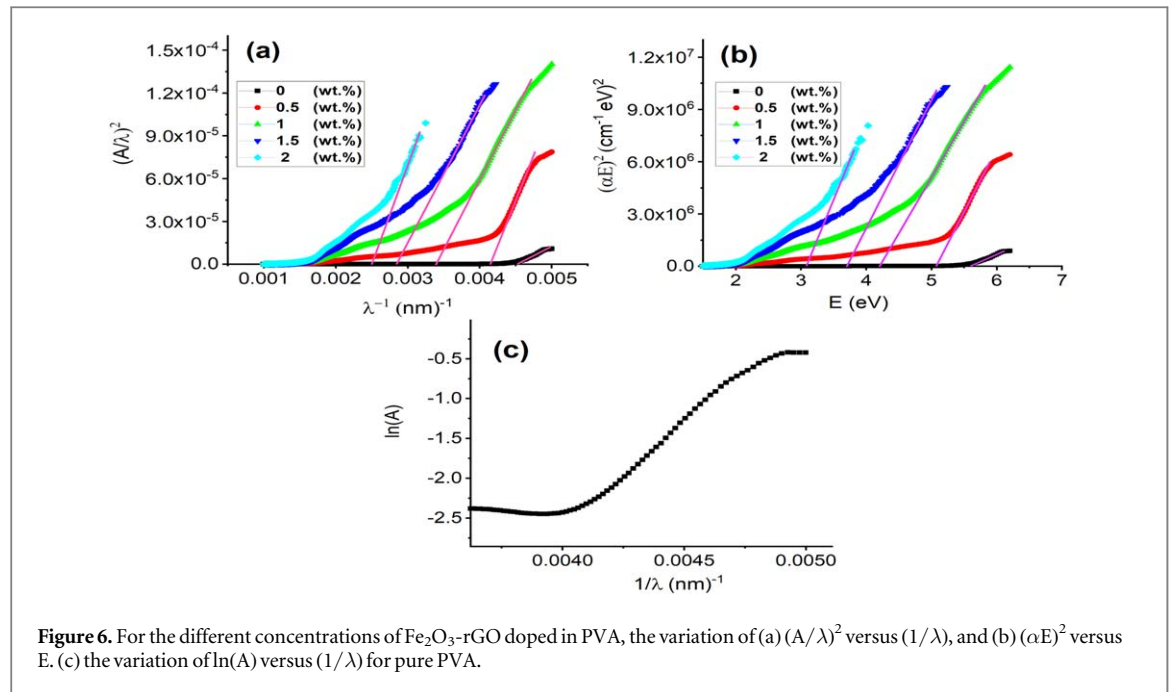 (a)
(A/λ)²
1.5x10⁻⁴
1.2x10⁻⁴
9.0x10⁻⁵
6.0x10⁻⁵
3.0x10⁻⁵
0.0
0 (wt.%)
0.5 (wt.%)
1 (wt.%)
1.5 (wt.%)
2 (wt.%)
0.001 0.002 0.003 0.004 0.005
λ⁻¹ (nm)⁻¹
(b)
(αE)² (cm⁻¹ eV)²
1.2x10⁷
9.0x10⁶
6.0x10⁶
3.0x10⁶
0.0
0 (wt.%)
0.5 (wt.%)
1 (wt.%)
1.5 (wt.%)
2 (wt.%)
2 3 4 5 6 7
E (eV)
(c)
ln(A)
-0.5
-1.0
-1.5
-2.0
-2.5
0.0040 0.0045 0.0050
1/λ (nm)⁻¹
Figure 6. For the different concentrations of Fe₂O₃-rGO doped in PVA, the variation of (a) (A/λ)² versus (1/λ), and (b) (αE)² versus
E. (c) the variation of ln(A) versus (1/λ) for pure PVA.